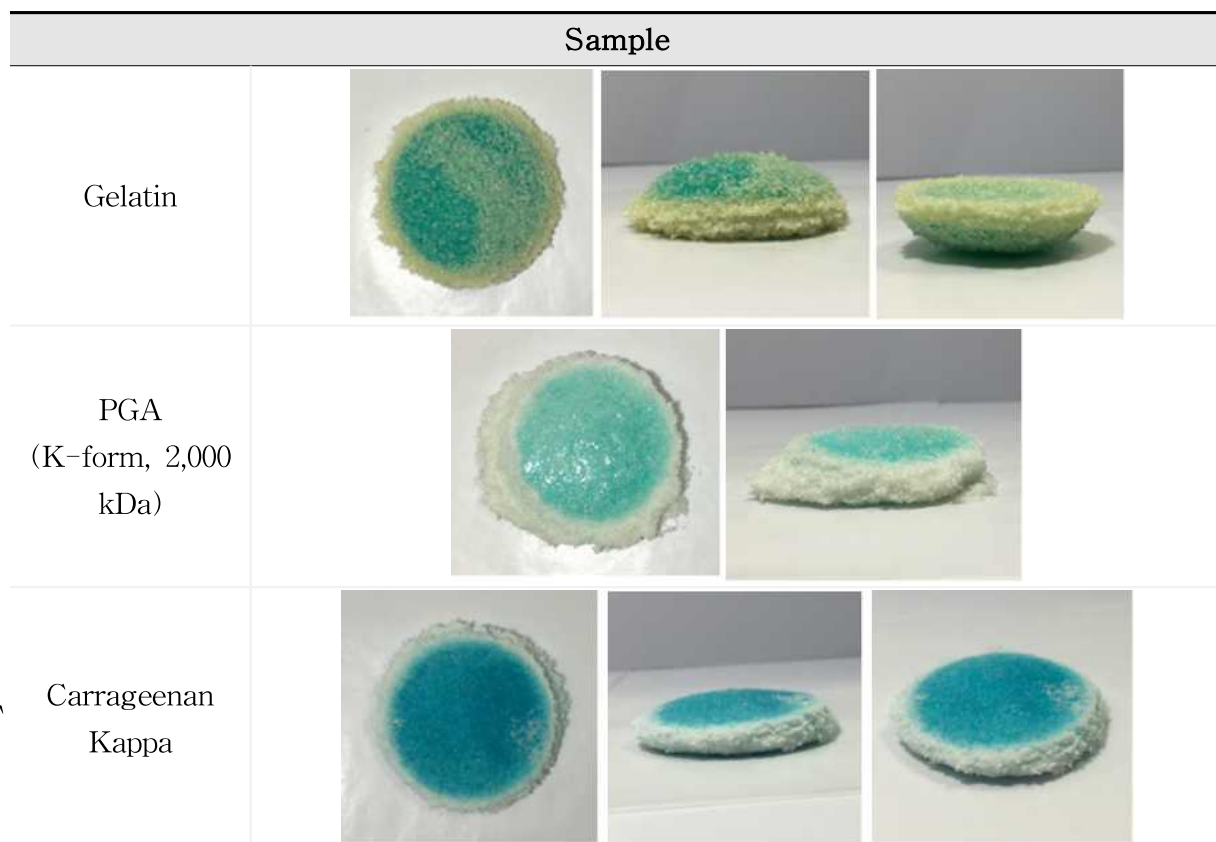 Sample
Gelatin
PGA
(K-form, 2,000
kDa)
Carrageenan
Kappa